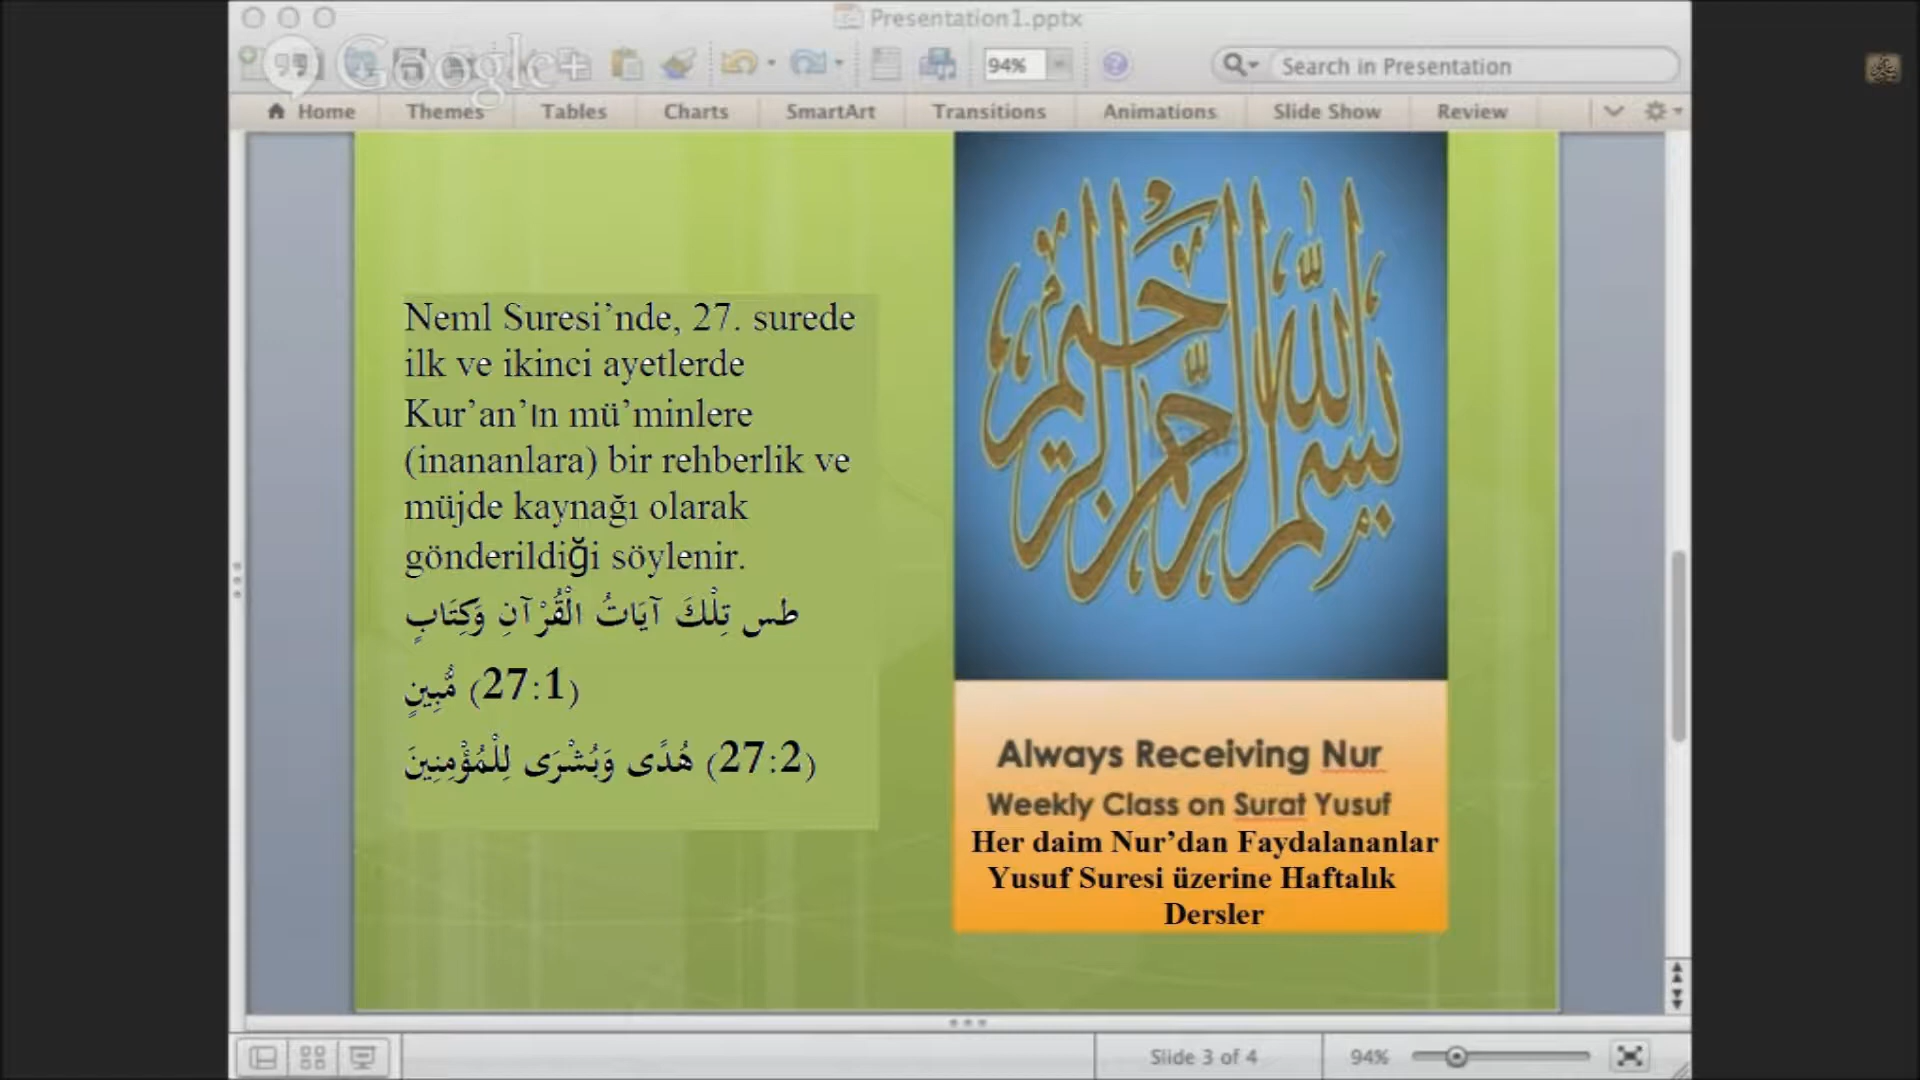 Presentation1.pptx
Google
94%
Search in Presentation
Home Themes Tables Charts SmartArt Transitions Animations Slide Show Review
Neml Suresi’nde, 27. surede
ilk ve ikinci ayetlerde
Kur’an’ın mü’minlere
(inananlara) bir rehberlik ve
müjde kaynağı olarak
gönderildiği söylenir.
طس تِلْكَ آيَاتُ الْقُرْآنِ وَكِتَابٍ
مُّبِينٍ (27:1)
هُدًى وَبُشْرَى لِلْمُؤْمِنِينَ (27:2)
بسم الله الرحمن الرحيم
Always Receiving Nur
Weekly Class on Surat Yusuf
Her daim Nur’dan Faydalananlar
Yusuf Suresi üzerine Haftalık
Dersler
Slide 3 of 4
94%